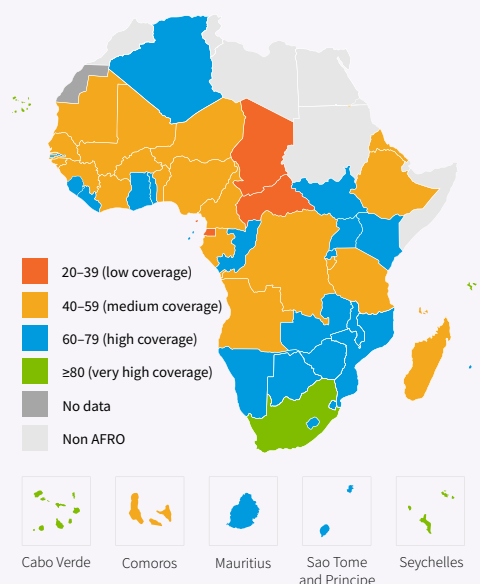 20–39 (low coverage)
40–59 (medium coverage)
60–79 (high coverage)
≥80 (very high coverage)
No data
Non AFRO
Cabo Verde
Comoros
Mauritius
Sao Tome
and Principe
Seychelles